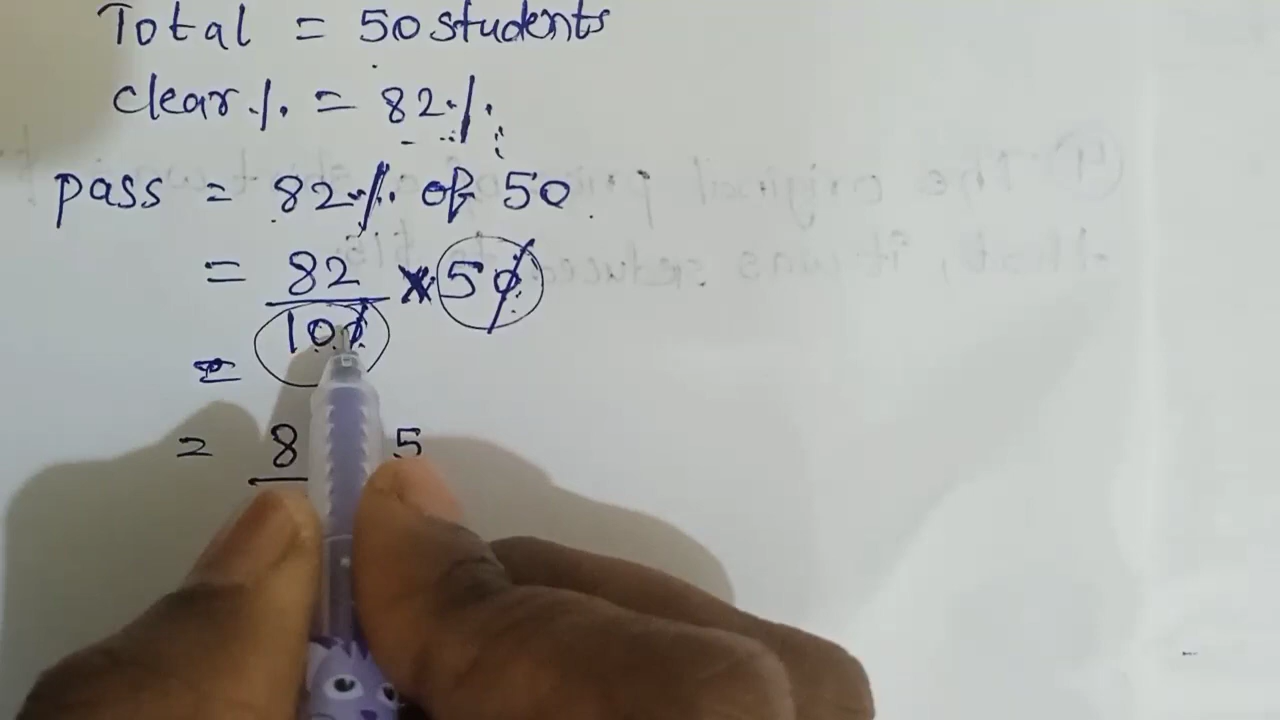 Total = 50 students
clear % = 82%
pass = 82% of 50
= 82 × 50
100
=
= 8 5